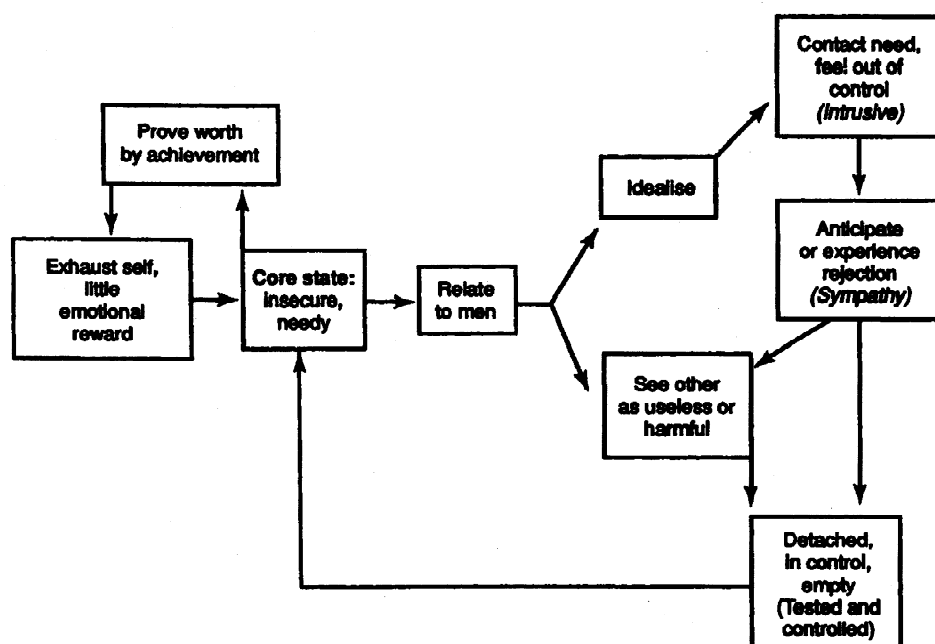 Contact need,
feel out of
control
(Intrusive)
Prove worth
by achievement
Idealise
Anticipate
or experience
rejection
(Sympathy)
Exhaust self,
little
emotional
reward
Core state:
insecure,
needy
Relate
to men
See other
as useless or
harmful
Detached,
in control,
empty
(Tested and
controlled)